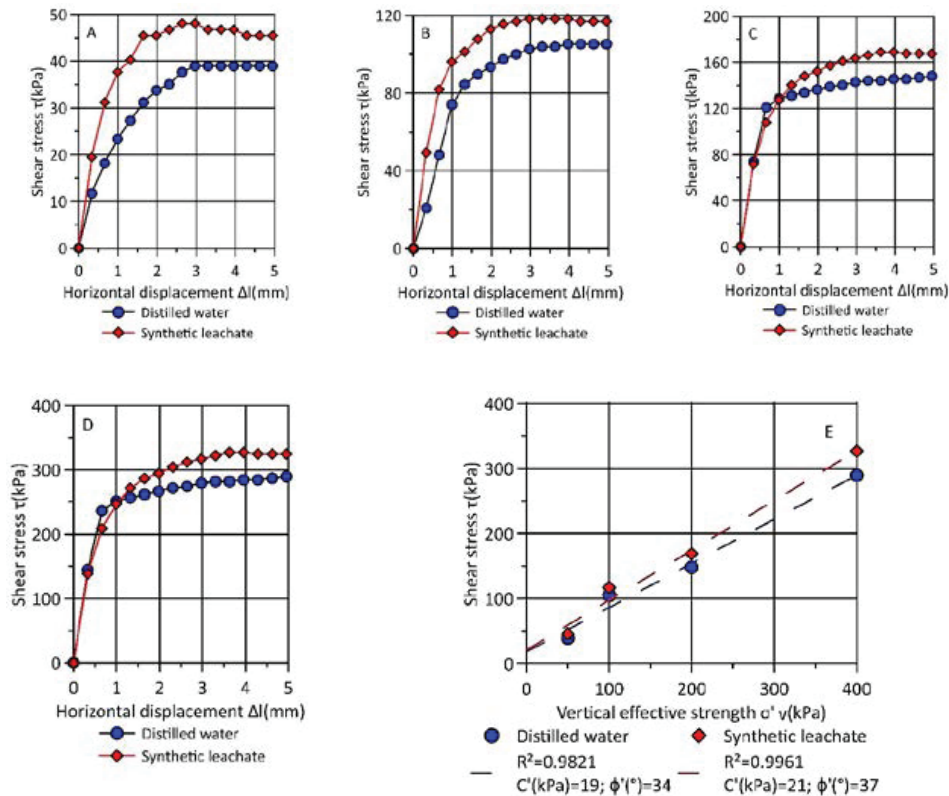 A
Shear stress τ(kPa)
50
40
30
20
10
0
0 1 2 3 4 5
Horizontal displacement Δl(mm)
Distilled water
Synthetic leachate
B
Shear stress τ(kPa)
120
80
40
0
0 1 2 3 4 5
Horizontal displacement Δl(mm)
Distilled water
Synthetic leachate
C
Shear stress τ(kPa)
200
160
120
80
40
0
0 1 2 3 4 5
Horizontal displacement Δl(mm)
Distilled water
Synthetic leachate
D
Shear stress τ(kPa)
400
300
200
100
0
0 1 2 3 4 5
Horizontal displacement Δl(mm)
Distilled water
Synthetic leachate
E
Shear stress τ(kPa)
400
300
200
100
0
0 100 200 300 400
Vertical effective strength σ' v(kPa)
Distilled water
R²=0.9821
C'(kPa)=19; ϕ'(°)=34
Synthetic leachate
R²=0.9961
C'(kPa)=21; ϕ'(°)=37